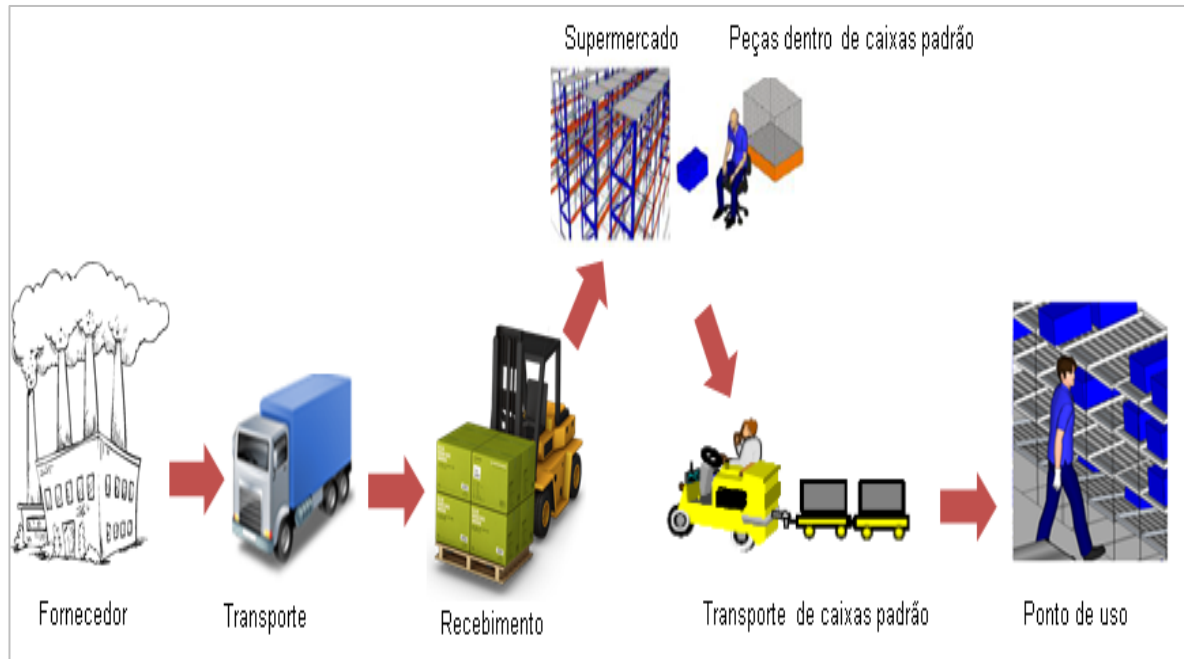 Supermercado
Peças dentro de caixas padrão
Fornecedor
Transporte
Recebimento
Transporte de caixas padrão
Ponto de uso